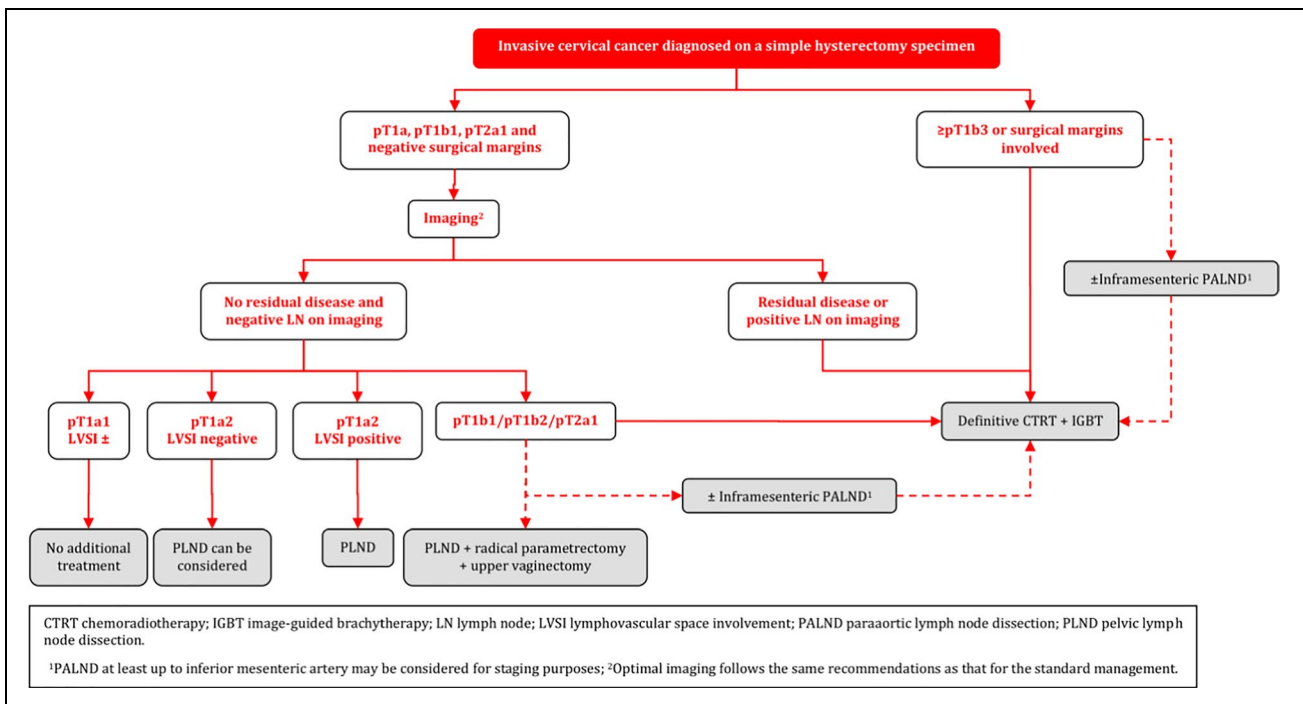 Invasive cervical cancer diagnosed on a simple hysterectomy specimen
pT1a, pT1b1, pT2a1 and
negative surgical margins
≥pT1b3 or surgical margins
involved
Imaging²
±Inframesenteric PALND¹
No residual disease and
negative LN on imaging
Residual disease or
positive LN on imaging
pT1a1
LVSI ±
pT1a2
LVSI negative
pT1a2
LVSI positive
pT1b1/pT1b2/pT2a1
Definitive CTRT + IGBT
± Inframesenteric PALND¹
No additional
treatment
PLND can be
considered
PLND
PLND + radical parametrectomy
+ upper vaginectomy
CTRT chemoradiotherapy; IGBT image-guided brachytherapy; LN lymph node; LVSI lymphovascular space involvement; PALND paraaortic lymph node dissection; PLND pelvic lymph
node dissection.
¹PALND at least up to inferior mesenteric artery may be considered for staging purposes; ²Optimal imaging follows the same recommendations as that for the standard management.